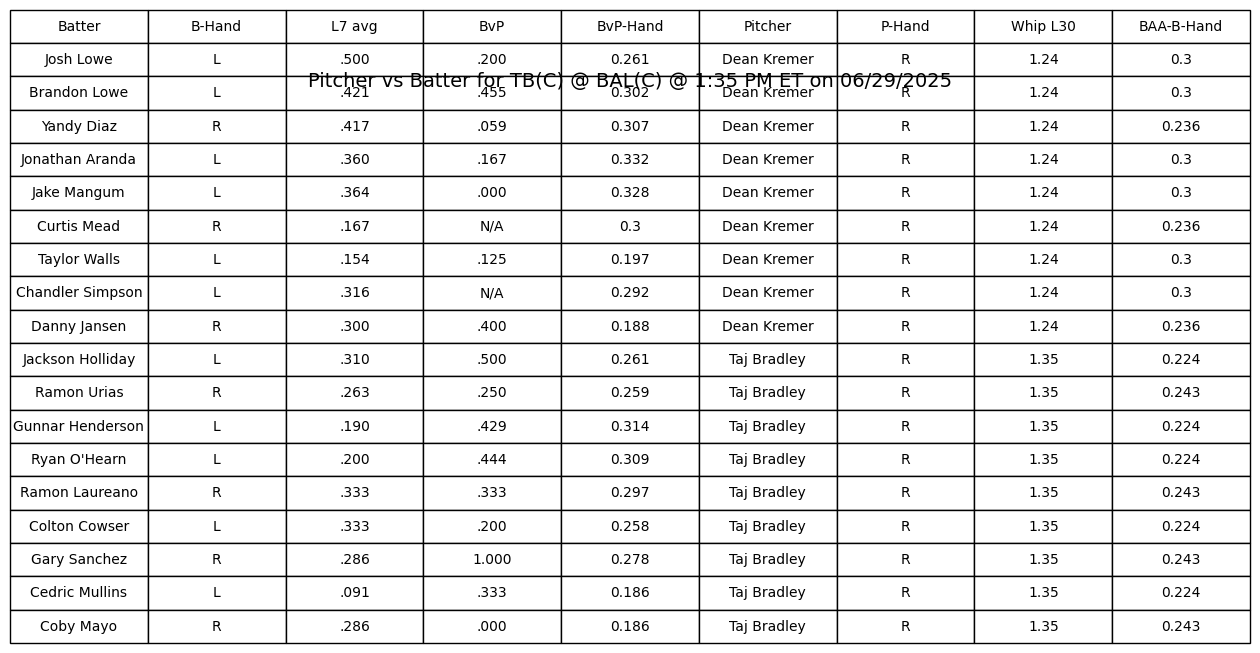 Batter B-Hand L7 avg BvP BvP-Hand Pitcher P-Hand Whip L30 BAA-B-Hand
Josh Lowe L .500 .200 0.261 Dean Kremer R 1.24 0.3
Pitcher vs Batter for TB(C) @ BAL(C) @ 1:35 PM ET on 06/29/2025
Brandon Lowe L .421 .455 0.302 Dean Kremer R 1.24 0.3
Yandy Diaz R .417 .059 0.307 Dean Kremer R 1.24 0.236
Jonathan Aranda L .360 .167 0.332 Dean Kremer R 1.24 0.3
Jake Mangum L .364 .000 0.328 Dean Kremer R 1.24 0.3
Curtis Mead R .167 N/A 0.3 Dean Kremer R 1.24 0.236
Taylor Walls L .154 .125 0.197 Dean Kremer R 1.24 0.3
Chandler Simpson L .316 N/A 0.292 Dean Kremer R 1.24 0.3
Danny Jansen R .300 .400 0.188 Dean Kremer R 1.24 0.236
Jackson Holliday L .310 .500 0.261 Taj Bradley R 1.35 0.224
Ramon Urias R .263 .250 0.259 Taj Bradley R 1.35 0.243
Gunnar Henderson L .190 .429 0.314 Taj Bradley R 1.35 0.224
Ryan O'Hearn L .200 .444 0.309 Taj Bradley R 1.35 0.224
Ramon Laureano R .333 .333 0.297 Taj Bradley R 1.35 0.243
Colton Cowser L .333 .200 0.258 Taj Bradley R 1.35 0.224
Gary Sanchez R .286 1.000 0.278 Taj Bradley R 1.35 0.243
Cedric Mullins L .091 .333 0.186 Taj Bradley R 1.35 0.224
Coby Mayo R .286 .000 0.186 Taj Bradley R 1.35 0.243